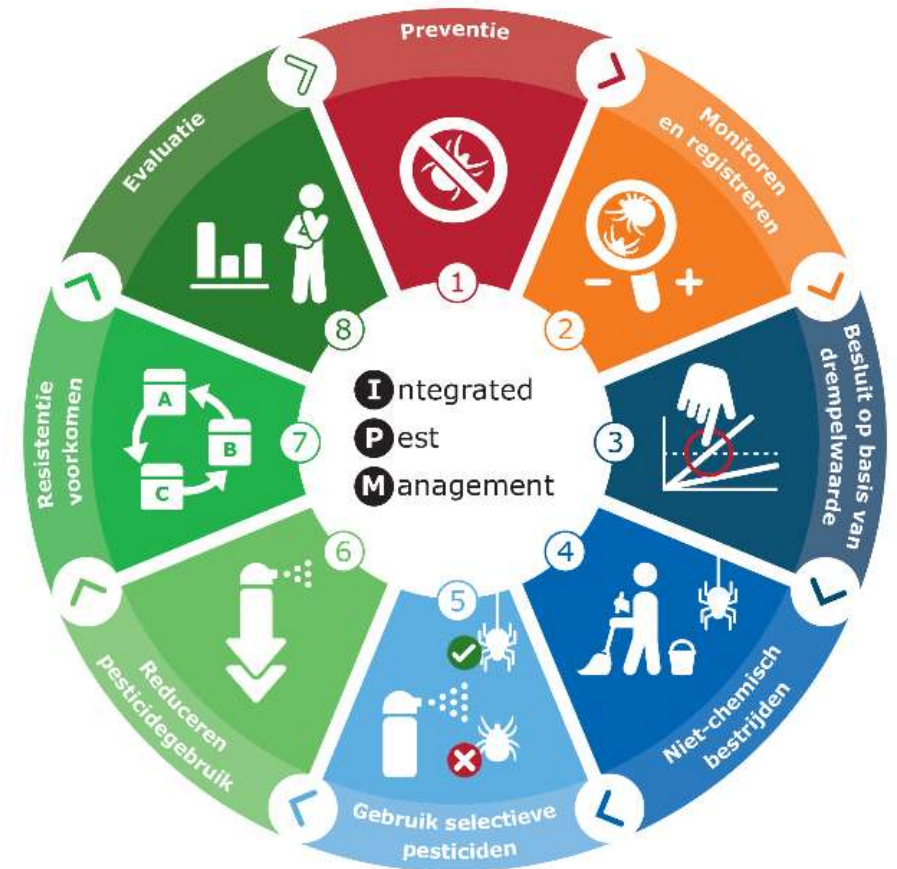 Preventie
1
Monitoren
en registreren
2
Besluit op basis van
drempelwaarde
3
Niet-chemisch
bestrijden
4
5
Gebruik selectieve
pesticiden
6
Reduceren
pesticidegebruik
7
A
B
C
Resistentie
voorkomen
8
Evaluatie
Integrated
Pest
Management